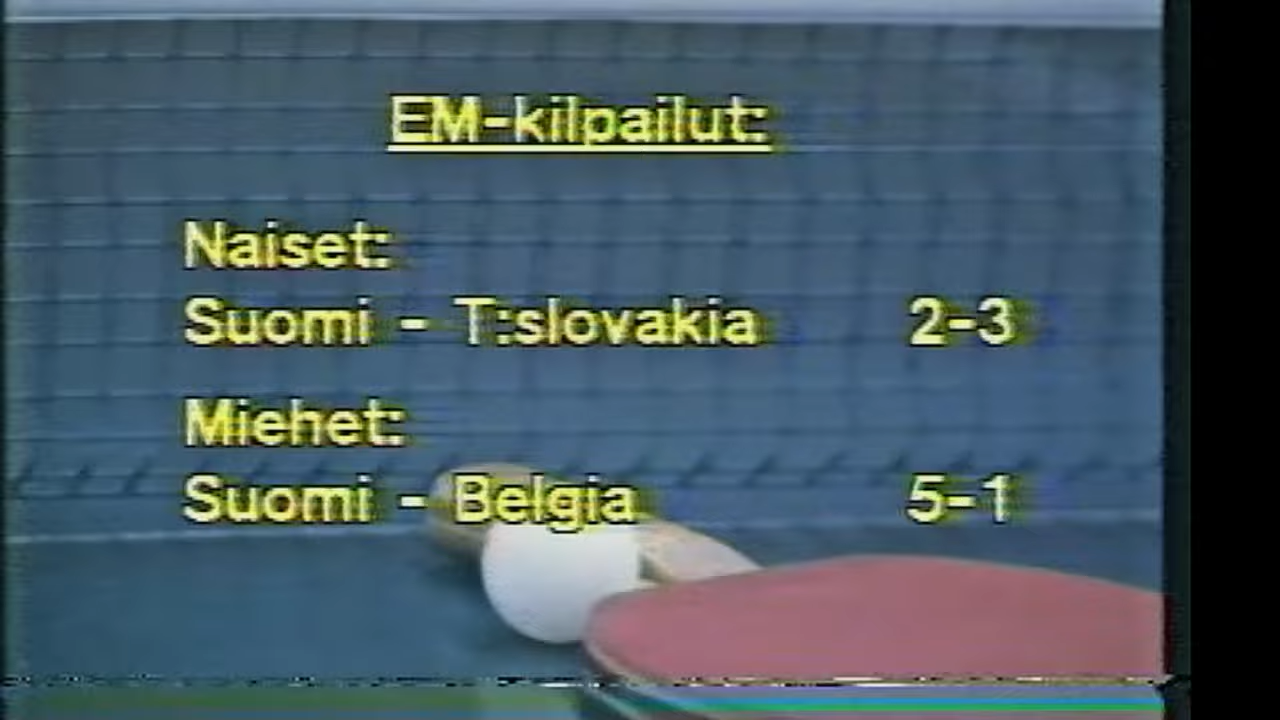 EM-kilpailut:
Naiset:
Suomi - T:slovakia 2-3
Miehet:
Suomi - Belgia 5-1